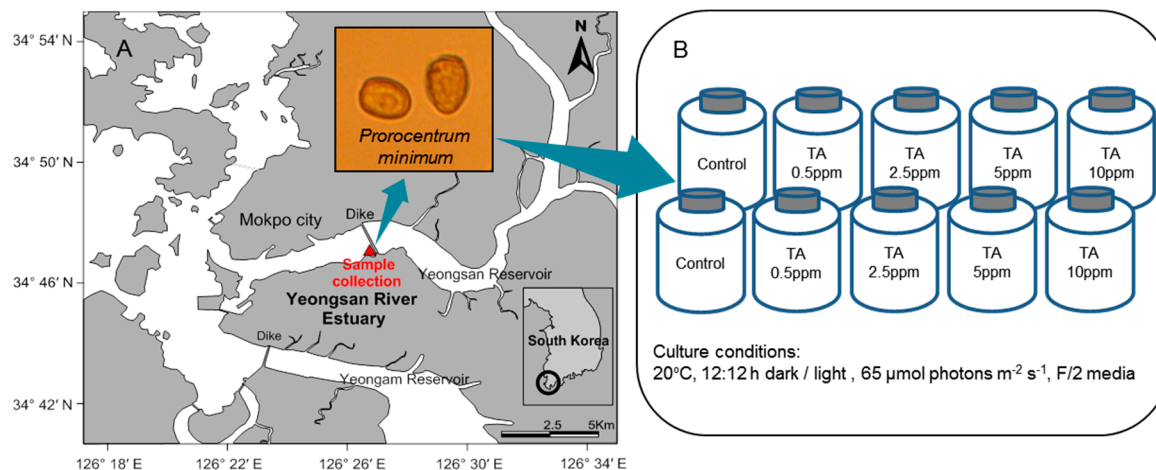 A
34° 54′ N
34° 50′ N
34° 46′ N
34° 42′ N
126° 18′ E
126° 22′ E
126° 26′ E
126° 30′ E
126° 34′ E
N
Prorocentrum
minimum
Mokpo city
Dike
Sample
collection
Yeongsan Reservoir
Yeongsan River
Estuary
Dike
Yeongam Reservoir
South Korea
2.5
5Km
B
Control
TA
0.5ppm
TA
2.5ppm
TA
5ppm
TA
10ppm
Control
TA
0.5ppm
TA
2.5ppm
TA
5ppm
TA
10ppm
Culture conditions:
20°C, 12:12 h dark / light , 65 µmol photons m⁻² s⁻¹, F/2 media